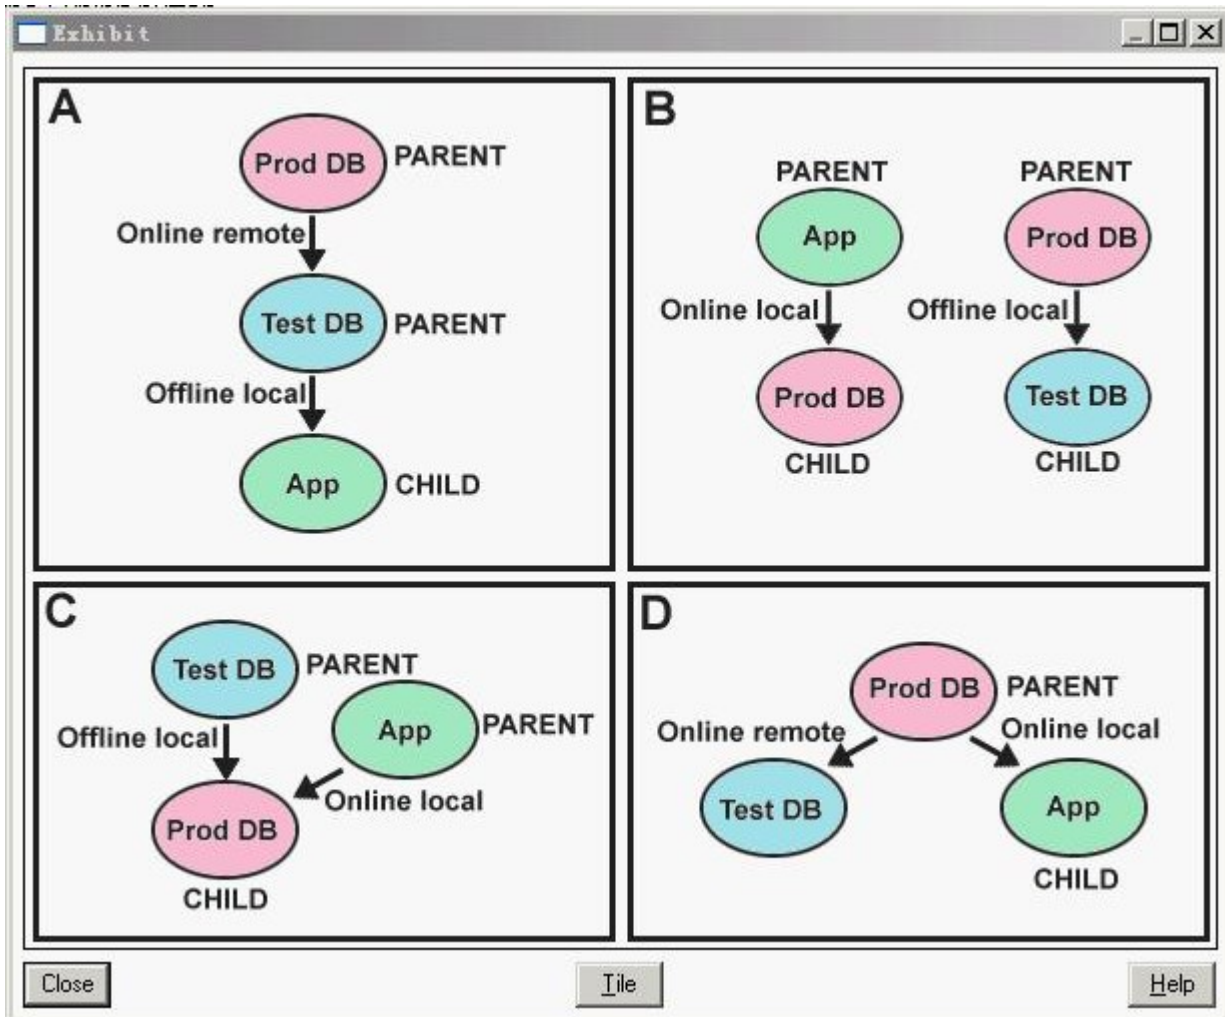 Exhibit
A
Prod DB
PARENT
Online remote
Test DB
PARENT
Offline local
App
CHILD
B
PARENT
App
Online local
Prod DB
CHILD
PARENT
Prod DB
Offline local
Test DB
CHILD
C
Test DB
PARENT
App
PARENT
Offline local
Online local
Prod DB
CHILD
D
Prod DB
PARENT
Online remote
Online local
Test DB
App
CHILD
Close
Tile
Help